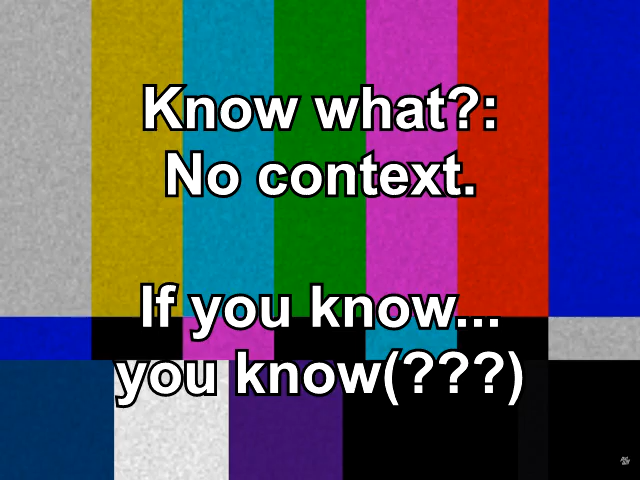 Know what?:
No context.
If you know...
you know(???)